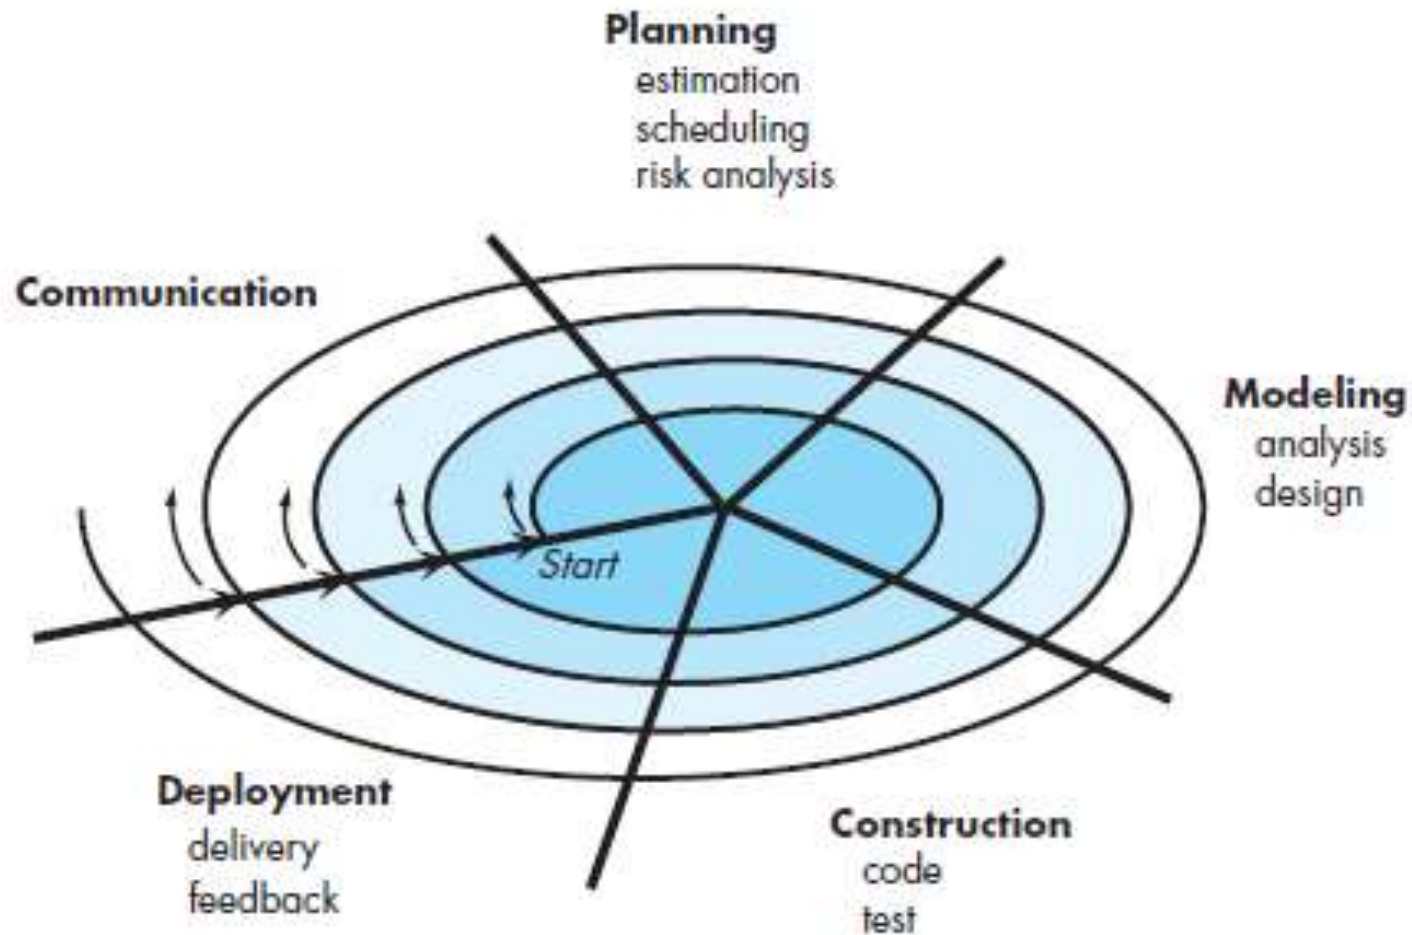 Planning
estimation
scheduling
risk analysis
Communication
Modeling
analysis
design
Start
Deployment
delivery
feedback
Construction
code
test